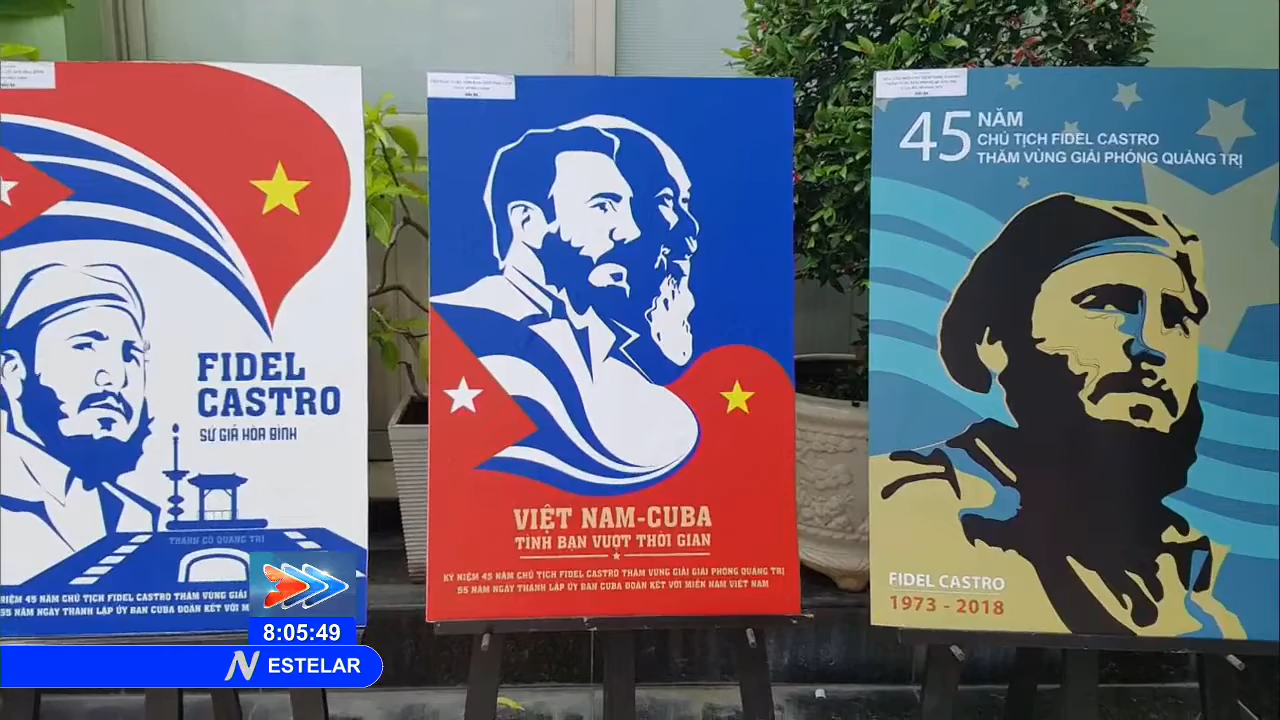 FIDEL
CASTRO
SỨ GIẢ HÒA BÌNH
THÀNH CỔ QUẢNG TRỊ
NIỆM 45 NĂM CHỦ TỊCH FIDEL CASTRO THĂM VÙNG GIẢI
55 NĂM NGÀY THÀNH LẬP ỦY BAN CUBA ĐOÀN KẾT VỚI
VIỆT NAM-CUBA
TÌNH BẠN VƯỢT THỜI GIAN
KỶ NIỆM 45 NĂM CHỦ TỊCH FIDEL CASTRO THĂM VÙNG GIẢI GIẢI PHÓNG QUẢNG TRỊ
55 NĂM NGÀY THÀNH LẬP ỦY BAN CUBA ĐOÀN KẾT VỚI MIỀN NAM VIỆT NAM
45 NĂM
CHỦ TỊCH FIDEL CASTRO
THĂM VÙNG GIẢI PHÓNG QUẢNG TRỊ
FIDEL CASTRO
1973 - 2018
8:05:49
N ESTELAR